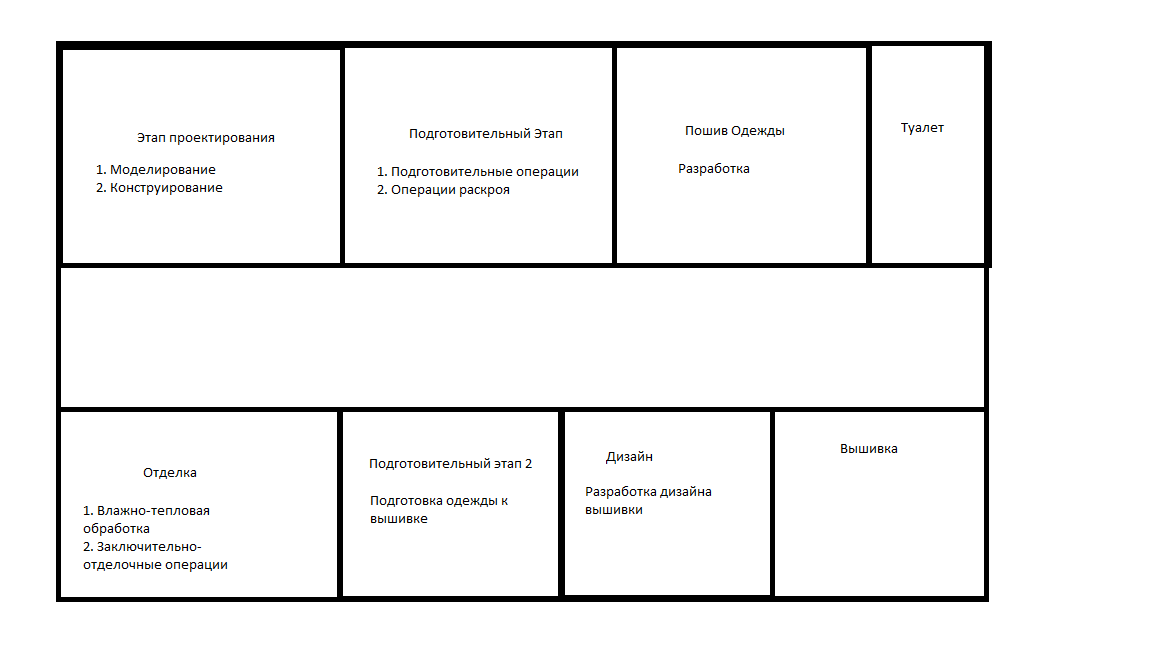 Этап проектирования
1. Моделирование
2. Конструирование
Подготовительный Этап
1. Подготовительные операции
2. Операции раскроя
Пошив Одежды
Разработка
Туалет
Отделка
1. Влажно-тепловая
обработка
2. Заключительно-
отделочные операции
Подготовительный этап 2
Подготовка одежды к
вышивке
Дизайн
Разработка дизайна
вышивки
Вышивка